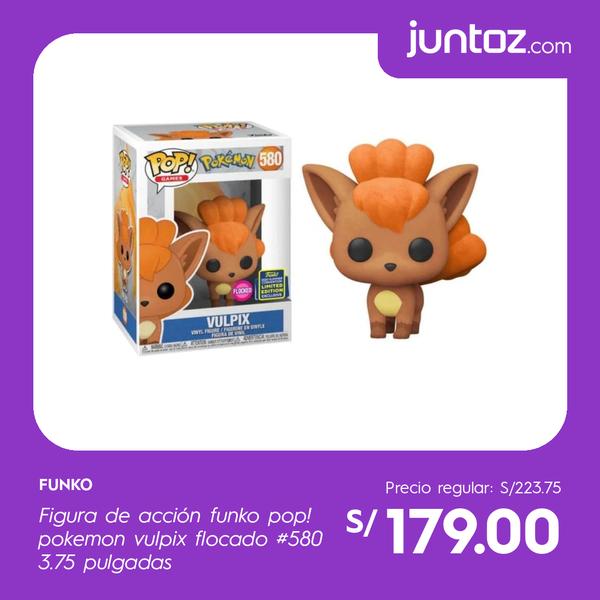 juntoz.com
POP!
GAMES
POKéMON
580
FLOCKED
Funko
LIMITED
EDITION
EXCLUSIVE
VULPIX
VINYL FIGURE / FIGURINE EN VINYLE
FIGURA DE VINIL
FUNKO
Figura de acción funko pop!
pokemon vulpix flocado #580
3.75 pulgadas
Precio regular: S/223.75
S/ 179.00